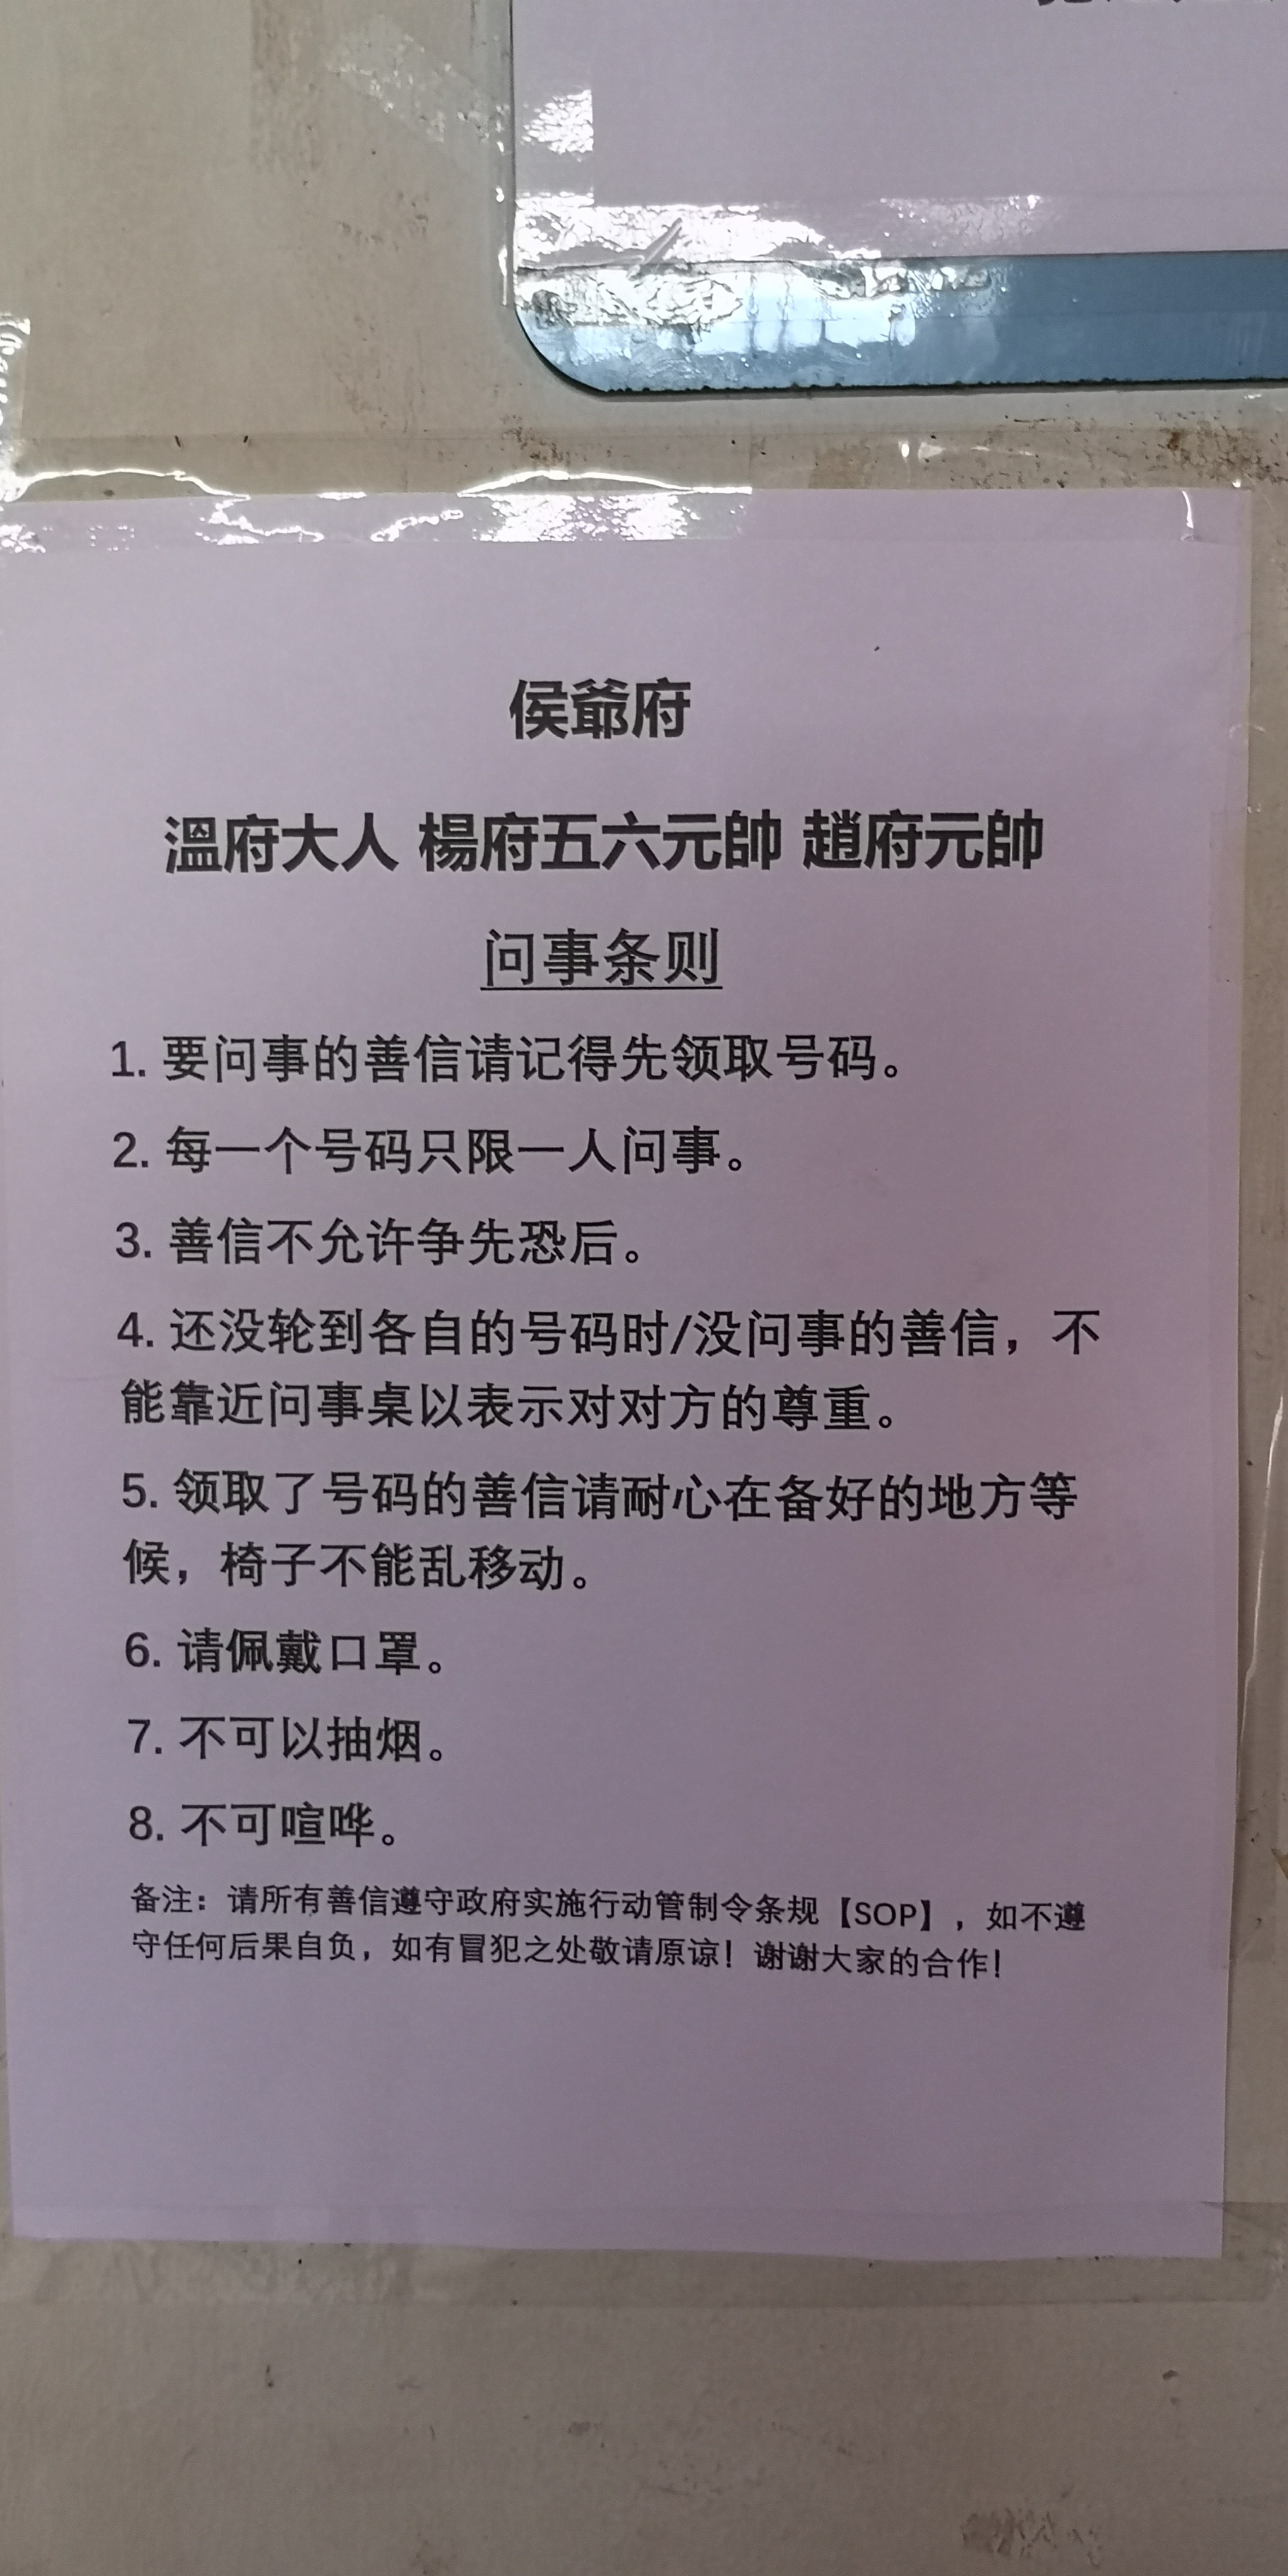 侯爺府
溫府大人 楊府五六元帥 趙府元帥
问事条则
1. 要问事的善信请记得先领取号码。
2. 每一个号码只限一人问事。
3. 善信不允许争先恐后。
4. 还没轮到各自的号码时/没问事的善信，不
能靠近问事桌以表示对对方的尊重。
5. 领取了号码的善信请耐心在备好的地方等
候，椅子不能乱移动。
6. 请佩戴口罩。
7. 不可以抽烟。
8. 不可喧哗。
备注：请所有善信遵守政府实施行动管制令条规【SOP】，如不遵
守任何后果自负，如有冒犯之处敬请原谅！谢谢大家的合作！